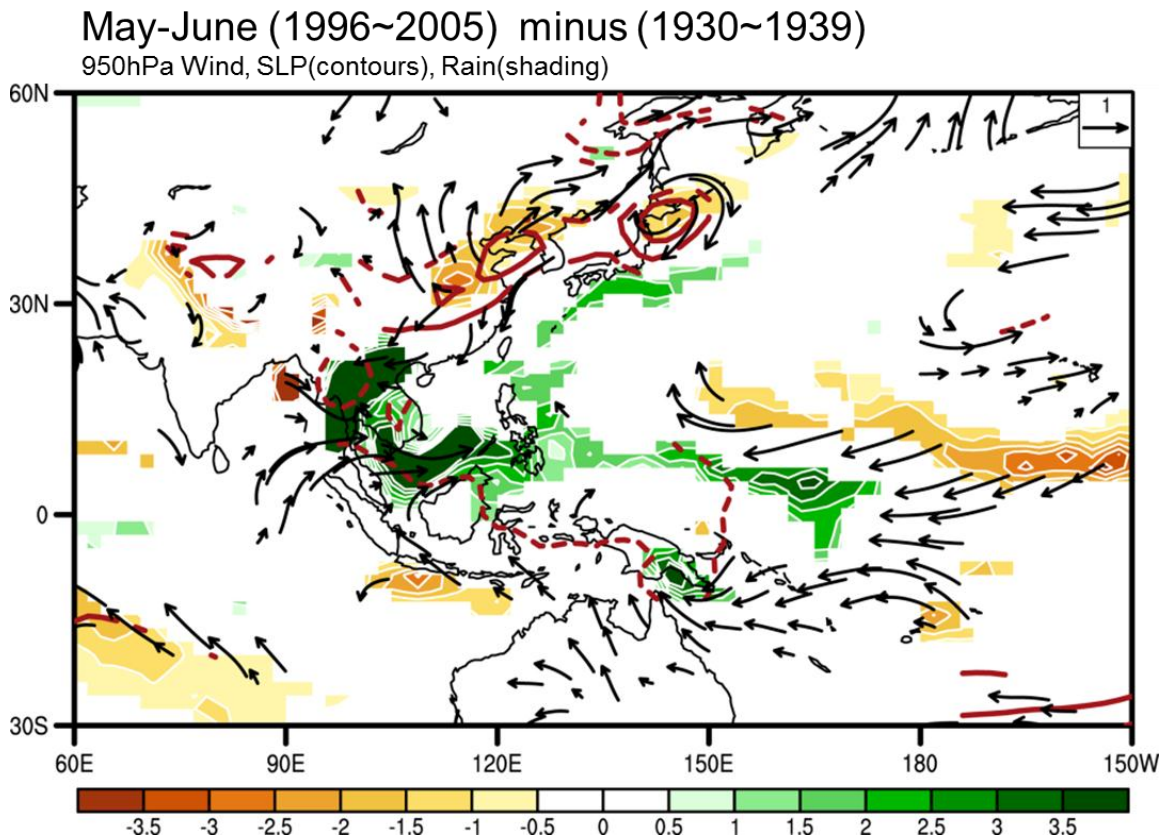 May-June (1996~2005)  minus (1930~1939)
950hPa Wind, SLP(contours), Rain(shading)
60N
1
30N
0
30S
60E 90E 120E 150E 180 150W
-3.5 -3 -2.5 -2 -1.5 -1 -0.5 0 0.5 1 1.5 2 2.5 3 3.5